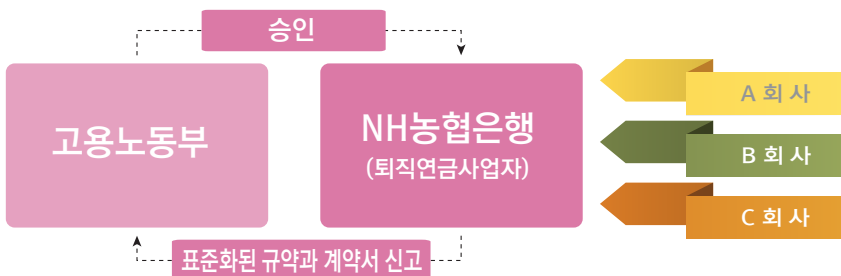 승인
고용노동부
NH농협은행
(퇴직연금사업자)
A 회 사
B 회 사
C 회 사
표준화된 규약과 계약서 신고